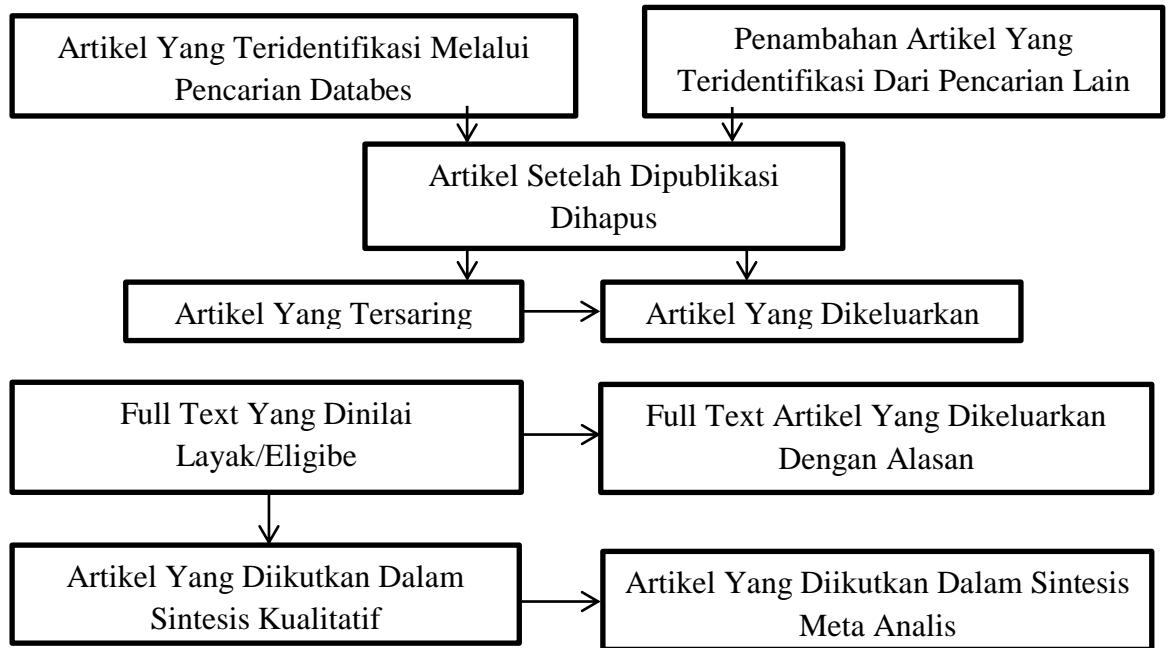 Artikel Yang Teridentifikasi Melalui
Pencarian Databes
Penambahan Artikel Yang
Teridentifikasi Dari Pencarian Lain
Artikel Setelah Dipublikasi
Dihapus
Artikel Yang Tersaring
Artikel Yang Dikeluarkan
Full Text Yang Dinilai
Layak/Eligibe
Full Text Artikel Yang Dikeluarkan
Dengan Alasan
Artikel Yang Diikutkan Dalam
Sintesis Kualitatif
Artikel Yang Diikutkan Dalam Sintesis
Meta Analis